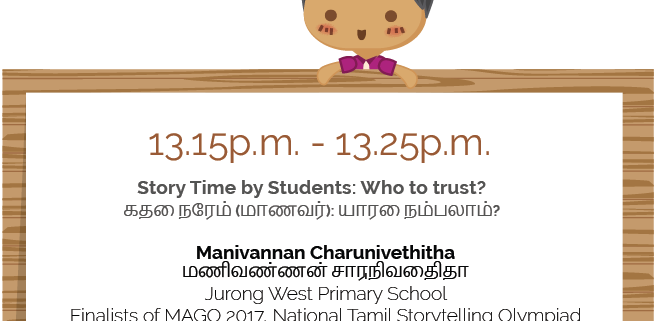 13.15p.m. - 13.25p.m.
Story Time by Students: Who to trust?
கதை நரேம் (மாணவர்): யாரை நம்பலாம்?
Manivannan Charunivethitha
மணிவண்ணன் சாருநிவதைிதா
Jurong West Primary School
Finalists of MAGO 2017, National Tamil Storytelling Olympiad